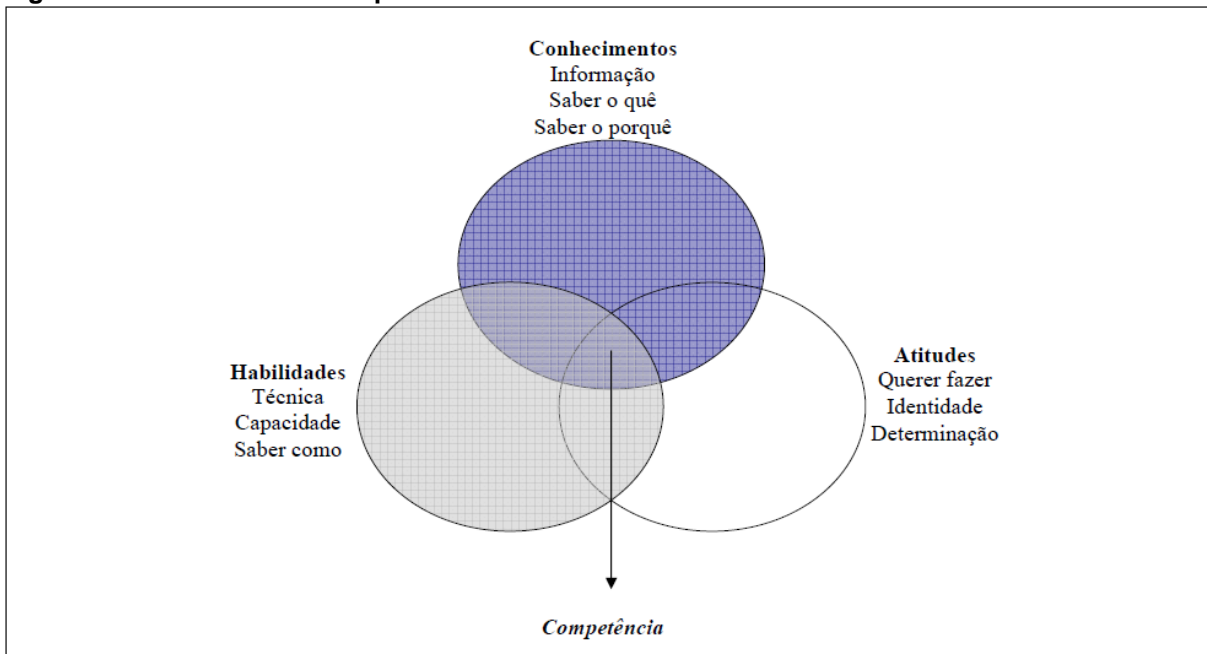 Conhecimentos
Informação
Saber o quê
Saber o porquê
Habilidades
Técnica
Capacidade
Saber como
Atitudes
Querer fazer
Identidade
Determinação
Competência